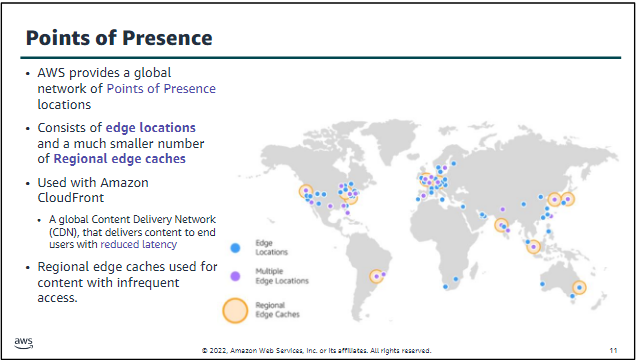 Points of Presence
• AWS provides a global
network of Points of Presence
locations
• Consists of edge locations
and a much smaller number
of Regional edge caches
• Used with Amazon
CloudFront
• A global Content Delivery Network
(CDN), that delivers content to end
users with reduced latency
• Regional edge caches used for
content with infrequent
access.
Edge
Locations
Multiple
Edge Locations
Regional
Edge Caches
aws
© 2022, Amazon Web Services, Inc. or its affiliates. All rights reserved.
11